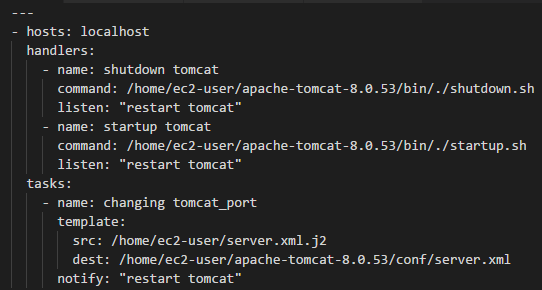 ---
- hosts: localhost
  handlers:
    - name: shutdown tomcat
      command: /home/ec2-user/apache-tomcat-8.0.53/bin/./shutdown.sh
      listen: "restart tomcat"
    - name: startup tomcat
      command: /home/ec2-user/apache-tomcat-8.0.53/bin/./startup.sh
      listen: "restart tomcat"
  tasks:
    - name: changing tomcat_port
      template:
        src: /home/ec2-user/server.xml.j2
        dest: /home/ec2-user/apache-tomcat-8.0.53/conf/server.xml
      notify: "restart tomcat"